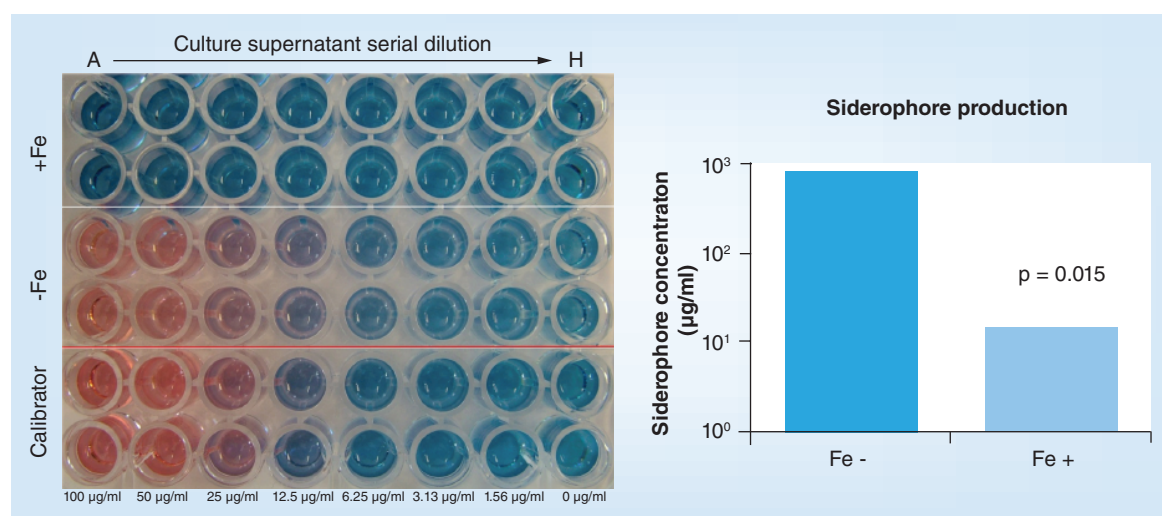 Culture supernatant serial dilution
A
H
+Fe
-Fe
Calibrator
100 µg/ml 50 µg/ml 25 µg/ml 12.5 µg/ml 6.25 µg/ml 3.13 µg/ml 1.56 µg/ml 0 µg/ml
Siderophore production
Siderophore concentraton
(µg/ml)
10³
10²
10¹
10⁰
p = 0.015
Fe -
Fe +